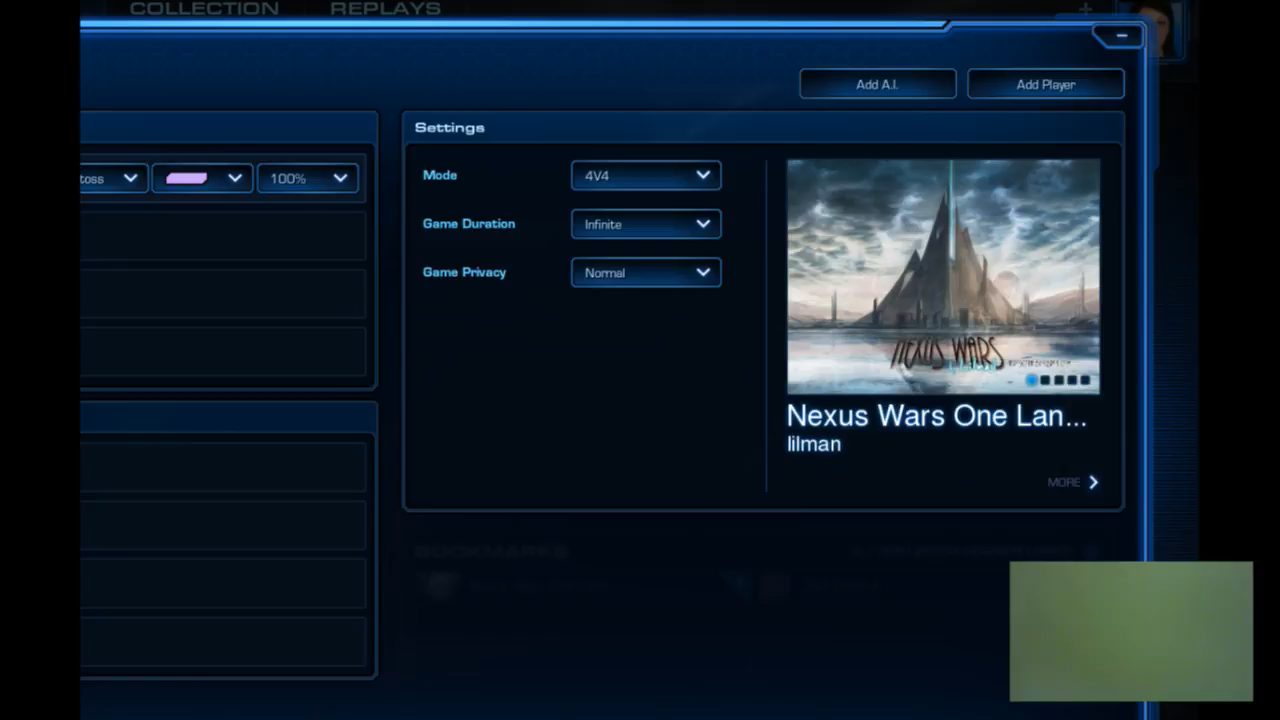 COLLECTION REPLAYS
Add A.I. Add Player
Settings
toss 100%
Mode 4V4
Game Duration Infinite
Game Privacy Normal
NEXUS WARS
Nexus Wars One Lan...
lilman
MORE